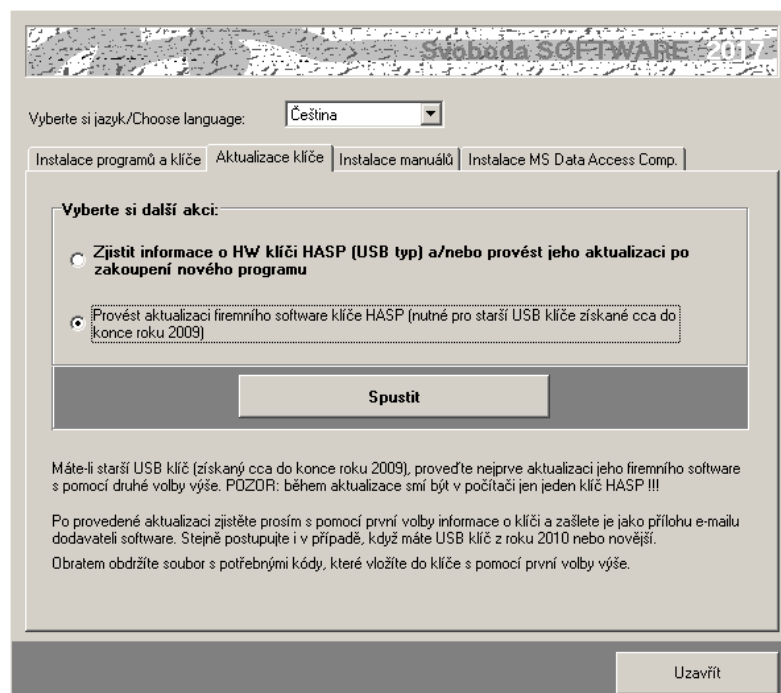 Svoboda SOFTWARE 2017
Vyberte si jazyk/Choose language:
Čeština
Instalace programů a klíče
Aktualizace klíče
Instalace manuálů
Instalace MS Data Access Comp.
Vyberte si další akci:
Zjistit informace o HW klíči HASP (USB typ) a/nebo provést jeho aktualizaci po
zakoupení nového programu
Provést aktualizaci firemního software klíče HASP (nutné pro starší USB klíče získané cca do
konce roku 2009)
Spustit
Máte-li starší USB klíč (získaný cca do konce roku 2009), proveďte nejprve aktualizaci jeho firemního software
s pomocí druhé volby výše. POZOR: během aktualizace smí být v počítači jen jeden klíč HASP !!!
Po provedené aktualizaci zjistěte prosím s pomocí první volby informace o klíči a zašlete je jako přílohu e-mailu
dodavateli software. Stejně postupujte i v případě, když máte USB klíč z roku 2010 nebo novější.
Obratem obdržíte soubor s potřebnými kódy, které vložíte do klíče s pomocí první volby výše.
Uzavřít